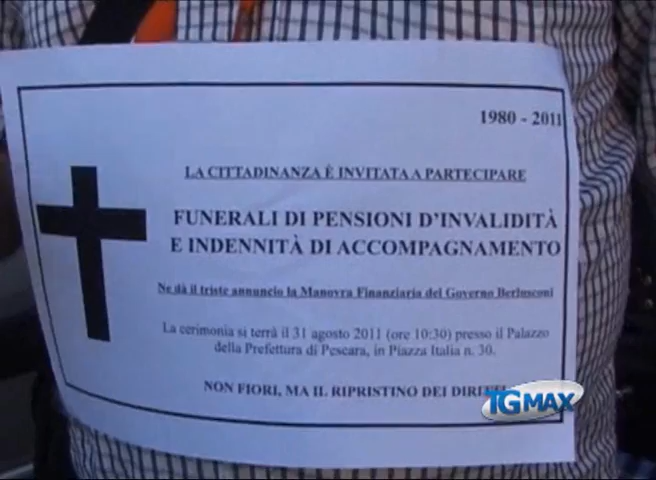 1980 - 2011
LA CITTADINANZA È INVITATA A PARTECIPARE
FUNERALI DI PENSIONI D'INVALIDITÀ
E INDENNITÀ DI ACCOMPAGNAMENTO
Ne dà il triste annuncio la Manovra Finanziaria del Governo Berlusconi
La cerimonia si terrà il 31 agosto 2011 (ore 10:30) presso il Palazzo
della Prefettura di Pescara, in Piazza Italia n. 30.
NON FIORI, MA IL RIPRISTINO DEI
TGMAX